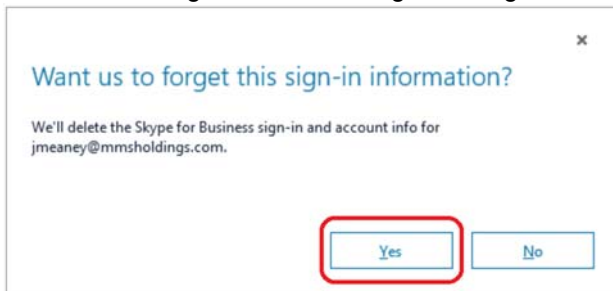 Want us to forget this sign-in information?
We'll delete the Skype for Business sign-in and account info for
jmeaney@mmsholdings.com.
Yes No